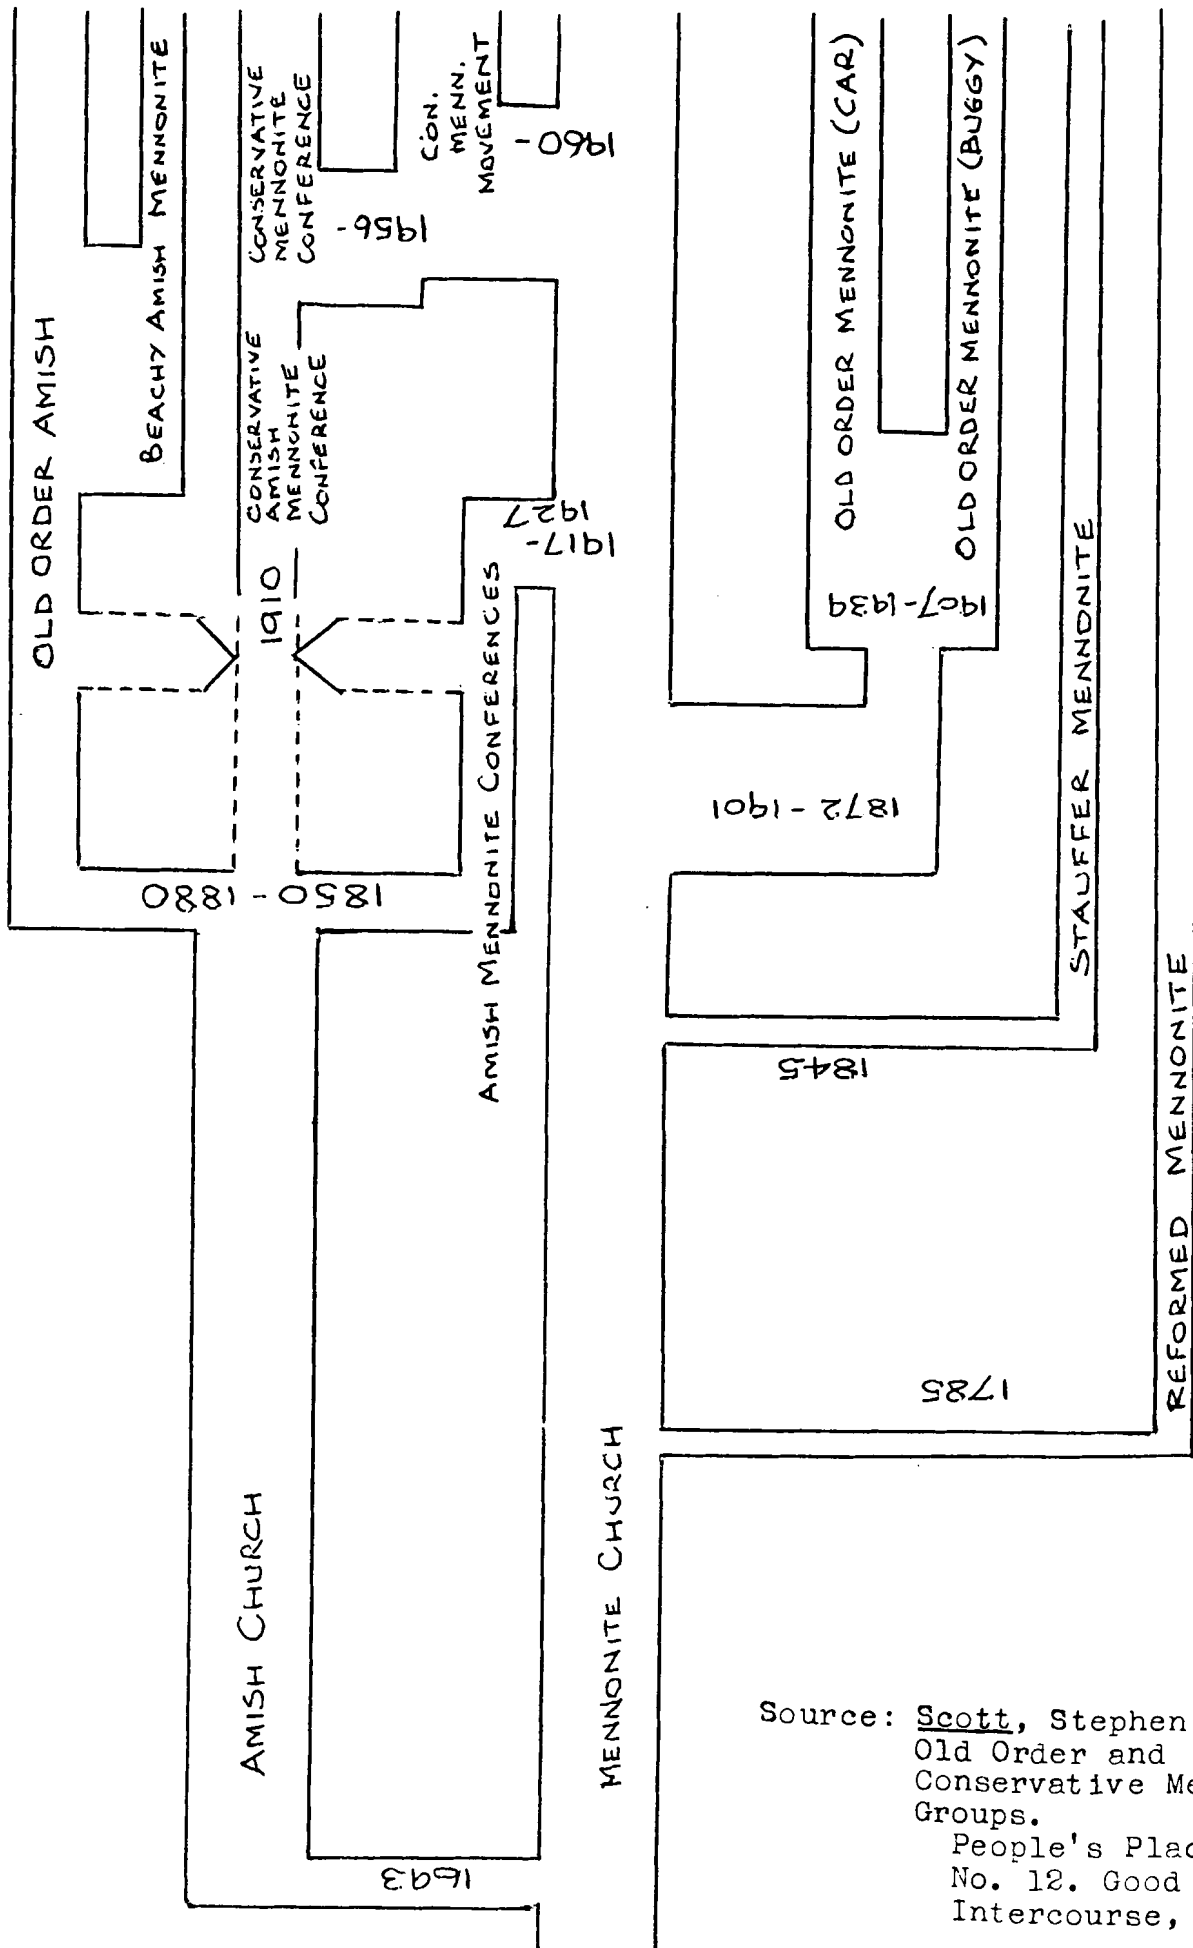 OLD ORDER AMISH
BEACHY AMISH MENNONITE
CONSERVATIVE
MENNONITE
CONFERENCE
CONSERVATIVE
AMISH
MENNONITE
CONFERENCE
1956-
CON.
MENN.
MOVEMENT
1960-
1910
1917-
1927
AMISH MENNONITE CONFERENCES
1850-1880
AMISH CHURCH
1693
MENNONITE CHURCH
OLD ORDER MENNONITE (CAR)
OLD ORDER MENNONITE (BUGGY)
1907-1939
1872-1901
STAUFFER MENNONITE
1845
REFORMED MENNONITE
1785
Source: Scott, Stephen
Old Order and
Conservative Me
Groups.
People's Plac
No. 12. Good
Intercourse,